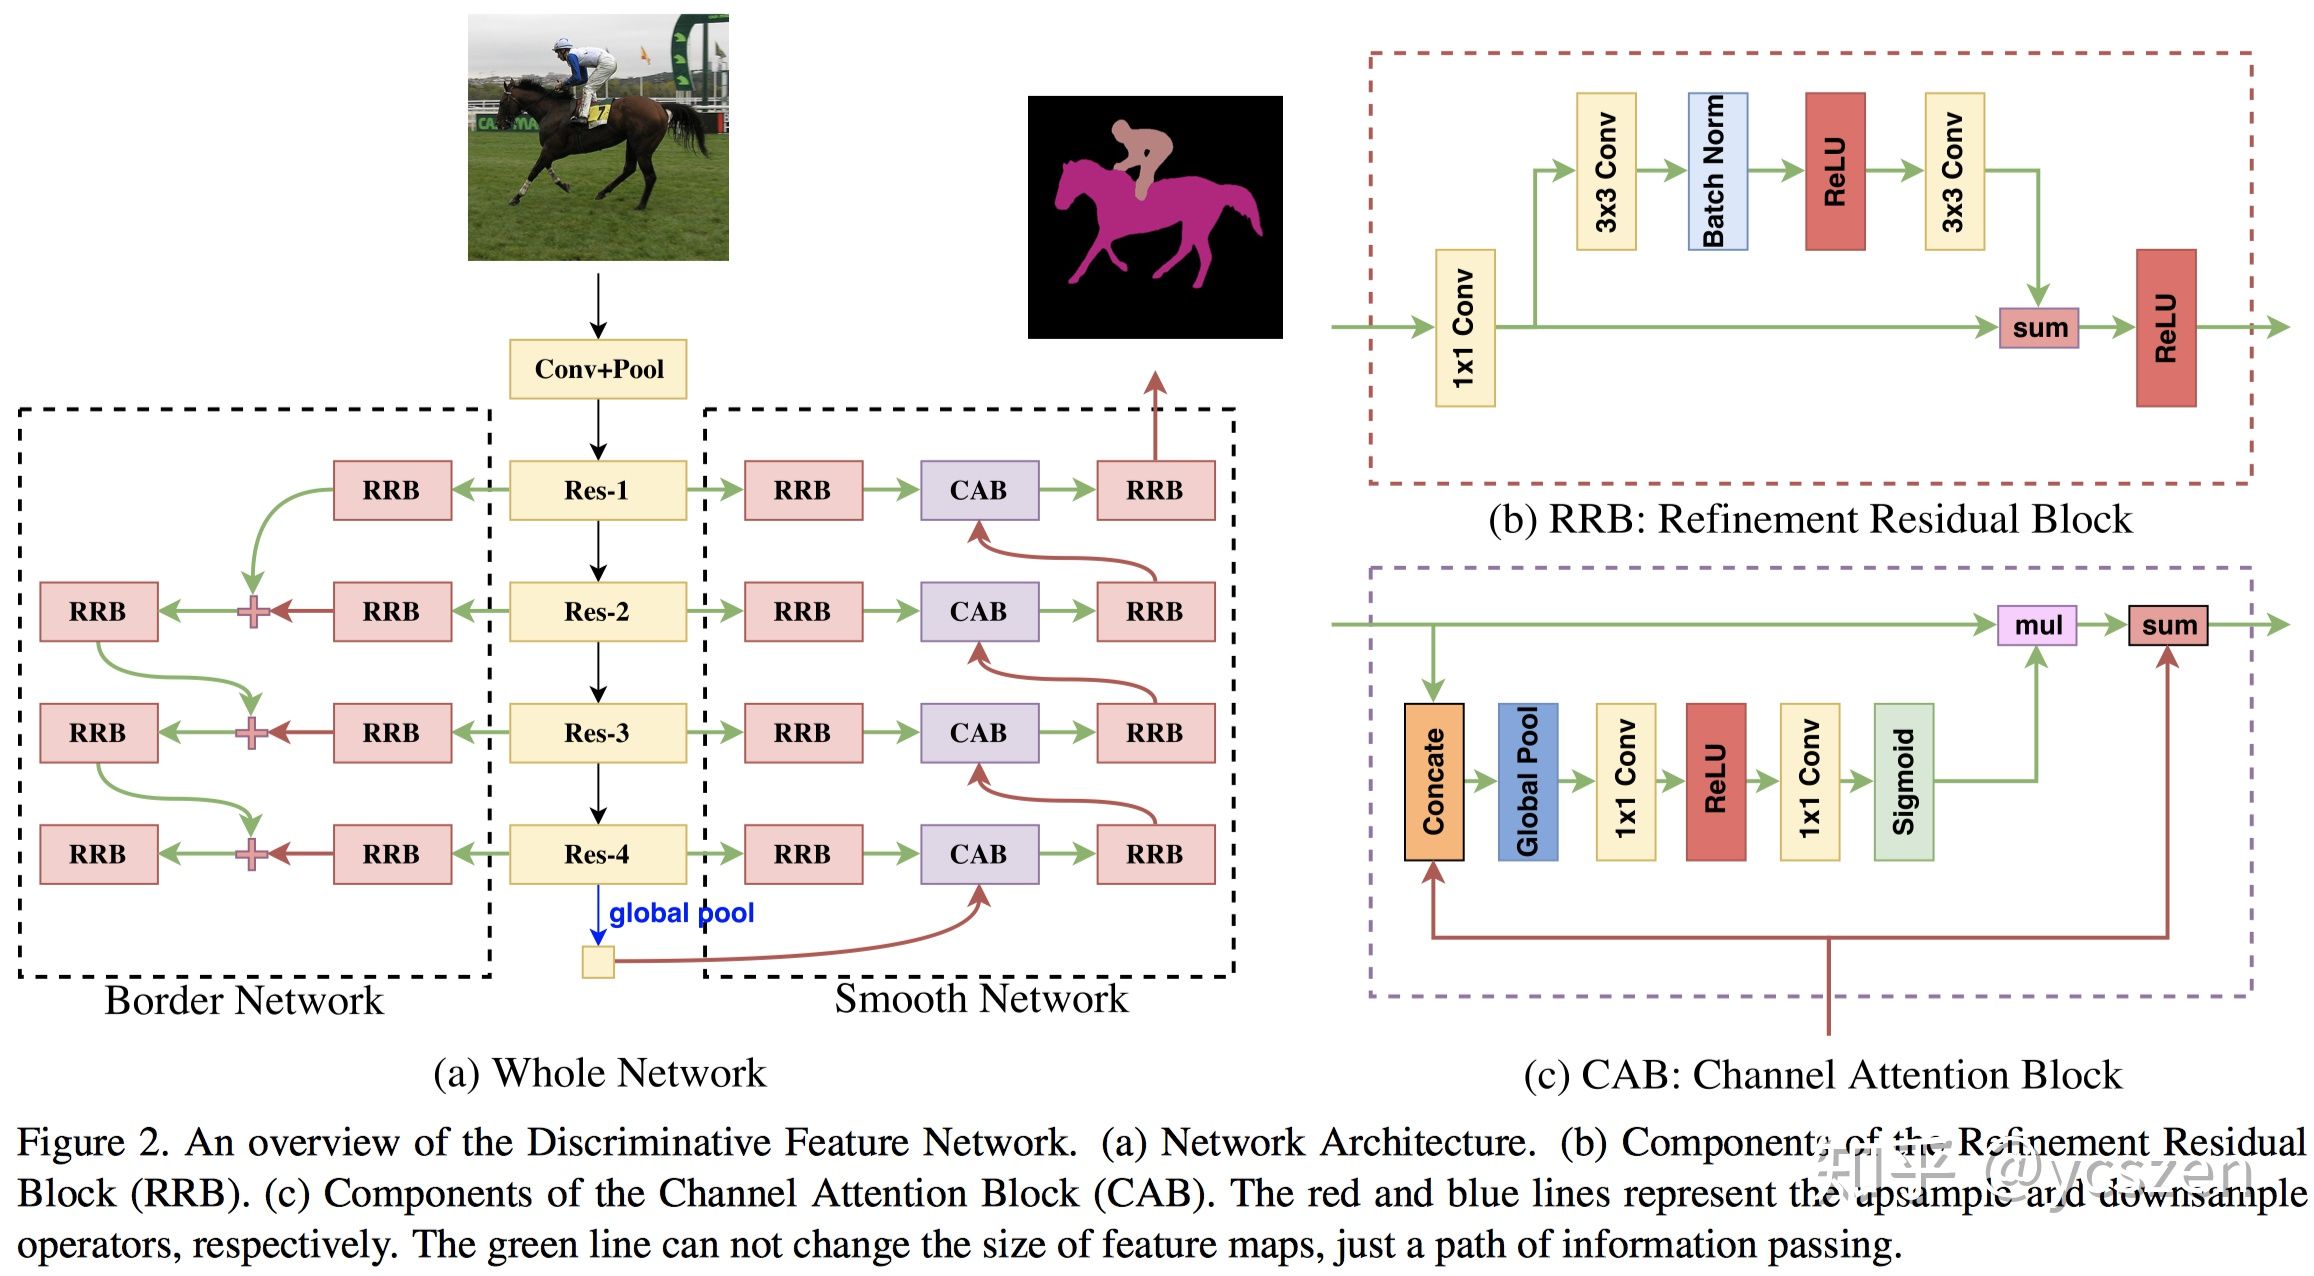 7
Conv+Pool
RRB
Res-1
RRB
CAB
RRB
RRB
RRB
Res-2
RRB
CAB
RRB
RRB
RRB
Res-3
RRB
CAB
RRB
RRB
RRB
Res-4
RRB
CAB
RRB
global pool
Border Network
Smooth Network
(a) Whole Network
1x1 Conv
3x3 Conv
Batch Norm
ReLU
3x3 Conv
sum
ReLU
(b) RRB: Refinement Residual Block
mul
sum
Concate
Global Pool
1x1 Conv
ReLU
1x1 Conv
Sigmoid
(c) CAB: Channel Attention Block
Figure 2. An overview of the Discriminative Feature Network. (a) Network Architecture. (b) Components of the Refinement Residual
Block (RRB). (c) Components of the Channel Attention Block (CAB). The red and blue lines represent the upsample and downsample
operators, respectively. The green line can not change the size of feature maps, just a path of information passing.
知乎 @ycszen